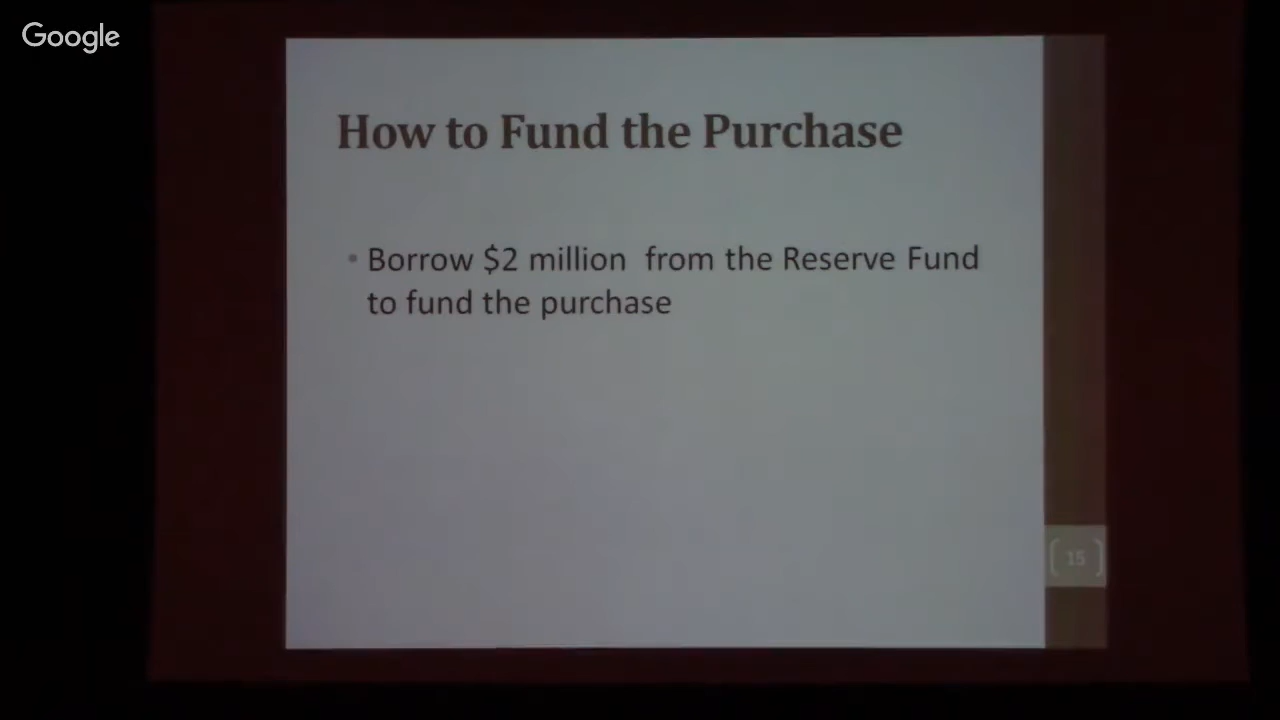 Google
How to Fund the Purchase
• Borrow $2 million from the Reserve Fund
to fund the purchase
15